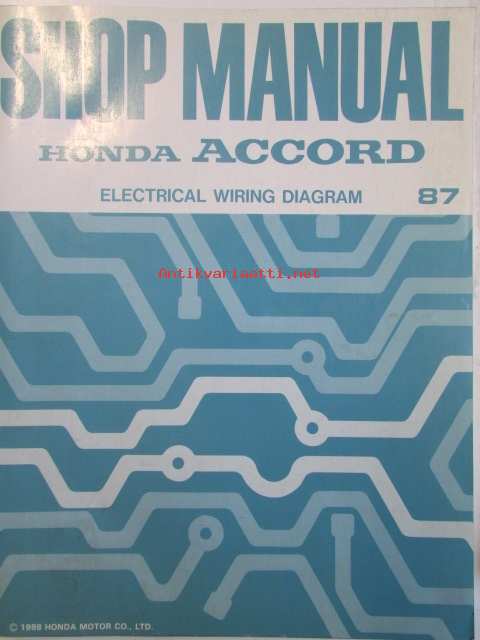 SHOP MANUAL
HONDA ACCORD
ELECTRICAL WIRING DIAGRAM 87
Antikvariaatti.net
© 1986 HONDA MOTOR CO., LTD.